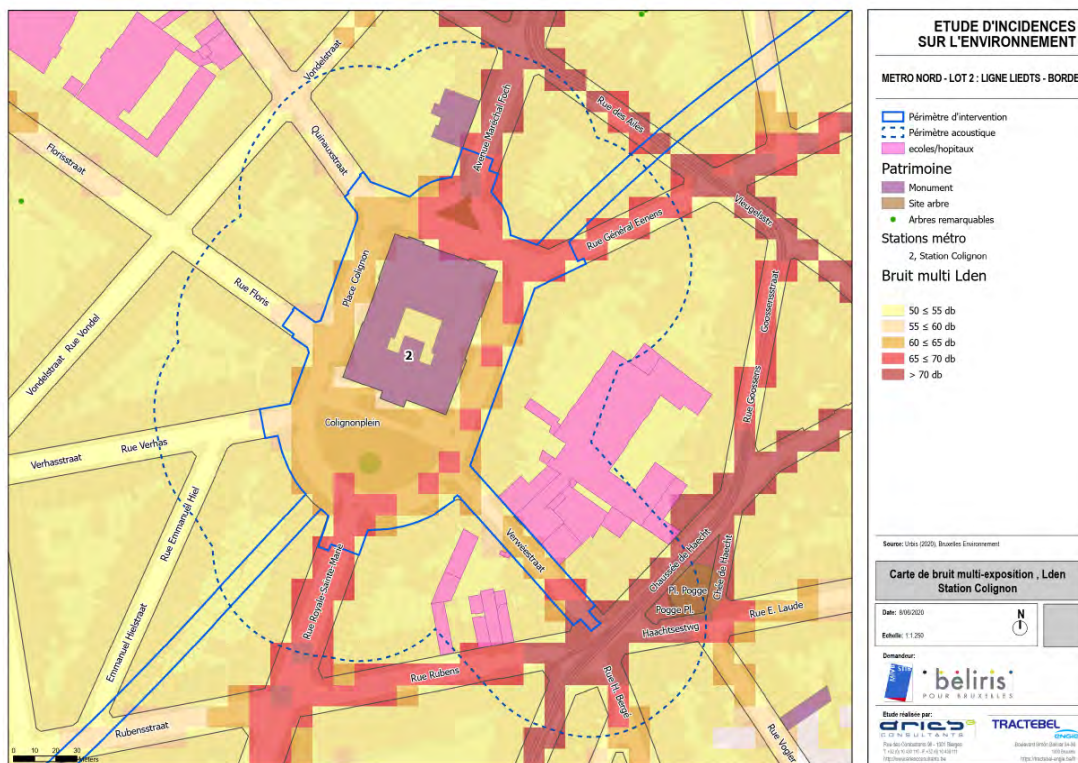 Vondelstraat
Quinauxstraat
Avenue Maréchal Foch
Rue des Ailes
Florisstraat
Vleugelsstr.
Rue Général Eenens
Place Colignon
Rue Floris
Goossensstraat
Vondelstraat Rue Vondel
2
Rue Goossens
Colignonplein
Rue Verhas
Verhasstraat
Rue Emmanuel Hiel
Verweestraat
Chaussée de Haecht
Chée de Haecht
Pl. Pogge
Pogge Pl.
Rue E. Laude
Haachtsestwg
Rue Royale Sainte-Marie
Emmanuel Hielstraat
Rue Rubens
Rue H. Bergé
Rubensstraat
Rue Vogler
0 10 20 30
Meters
ETUDE D'INCIDENCES
SUR L'ENVIRONNEMENT
METRO NORD - LOT 2 : LIGNE LIEDTS - BORDE
Périmètre d'intervention
Périmètre acoustique
ecoles/hopitaux
Patrimoine
Monument
Site arbre
Arbres remarquables
Stations métro
2, Station Colignon
Bruit multi Lden
50 ≤ 55 db
55 ≤ 60 db
60 ≤ 65 db
65 ≤ 70 db
> 70 db
Source: Urbis (2020), Bruxelles Environnement
Carte de bruit multi-exposition , Lden
Station Colignon
Date: 9/06/2020
N
Echelle: 1:1.250
Demandeur:
beliris
POUR BRUXELLES
Etude réalisée par:
aries
CONSULTANTS
TRACTEBEL
ENGIE